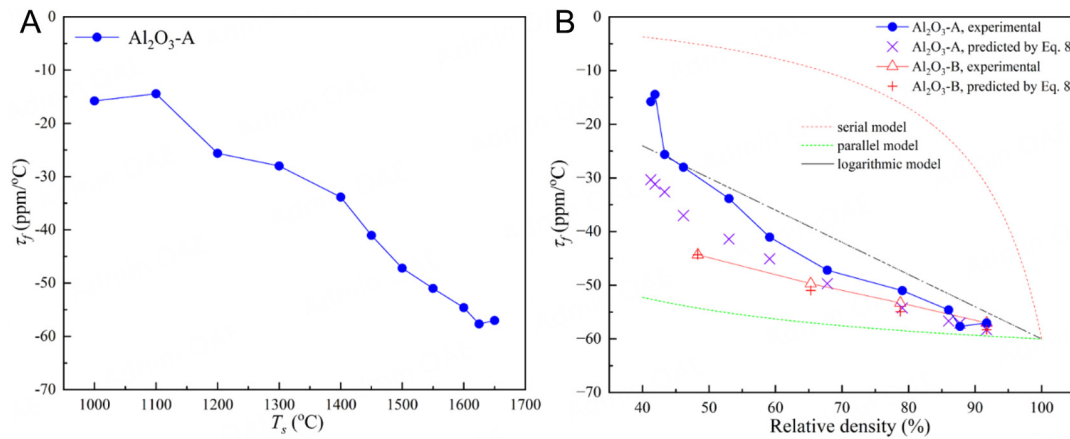 A
Al₂O₃-A
0
-10
-20
-30
-40
-50
-60
-70
τf (ppm/°C)
1000 1100 1200 1300 1400 1500 1600 1700
Ts (°C)
B
Al₂O₃-A, experimental
Al₂O₃-A, predicted by Eq. 8
Al₂O₃-B, experimental
Al₂O₃-B, predicted by Eq. 8
serial model
parallel model
logarithmic model
0
−10
−20
−30
−40
−50
−60
−70
τf (ppm/°C)
40 50 60 70 80 90 100
Relative density (%)